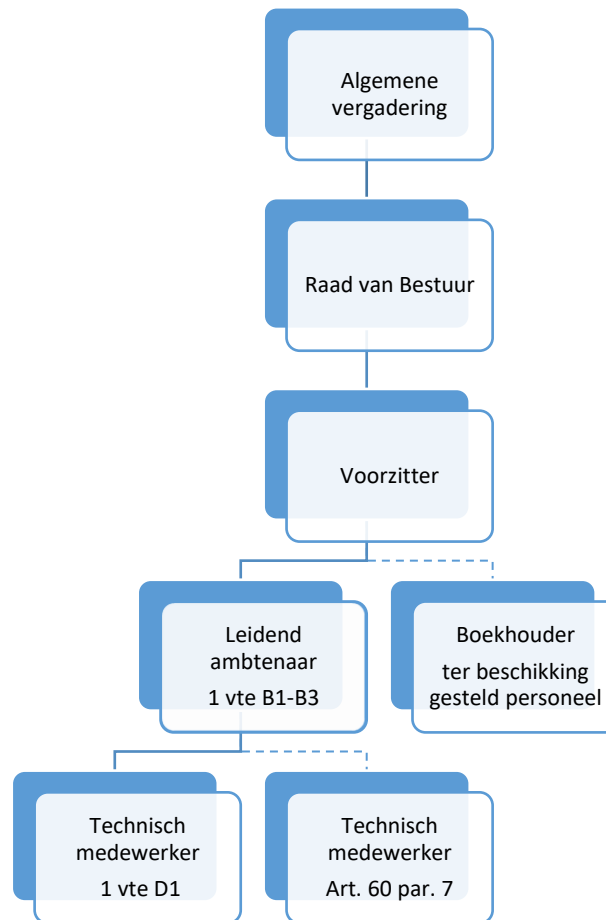 Algemene
vergadering
Raad van Bestuur
Voorzitter
Leidend
ambtenaar
1 vte B1-B3
Boekhouder
ter beschikking
gesteld personeel
Technisch
medewerker
1 vte D1
Technisch
medewerker
Art. 60 par. 7